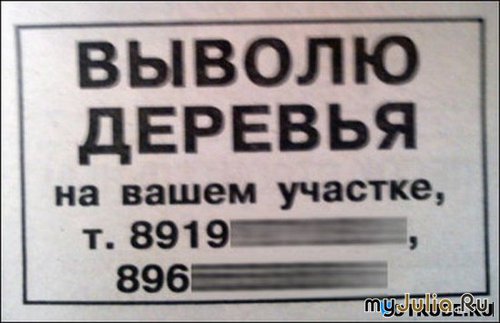 ВЫВОЛЮ
ДЕРЕВЬЯ
на вашем участке,
т. 8919 ,
896
myJulia.Ru